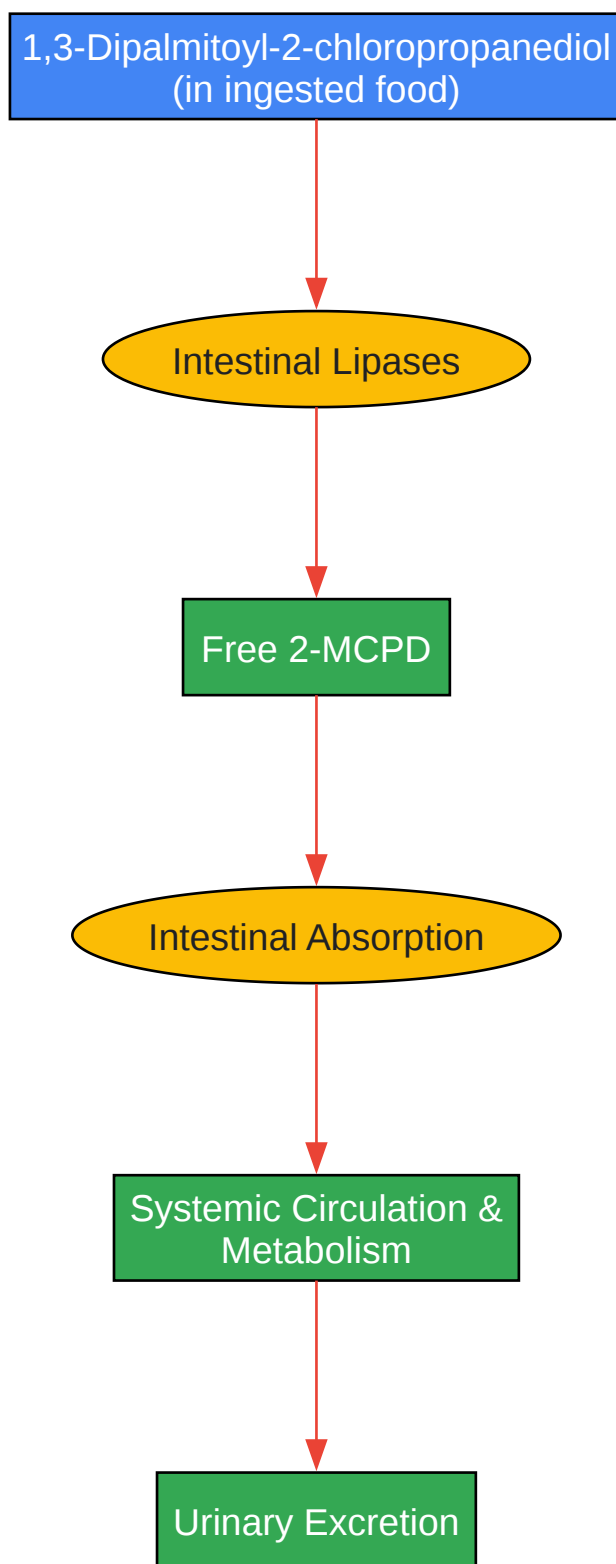 1,3-Dipalmitoyl-2-chloropropanediol
(in ingested food)
Intestinal Lipases
Free 2-MCPD
Intestinal Absorption
Systemic Circulation &
Metabolism
Urinary Excretion